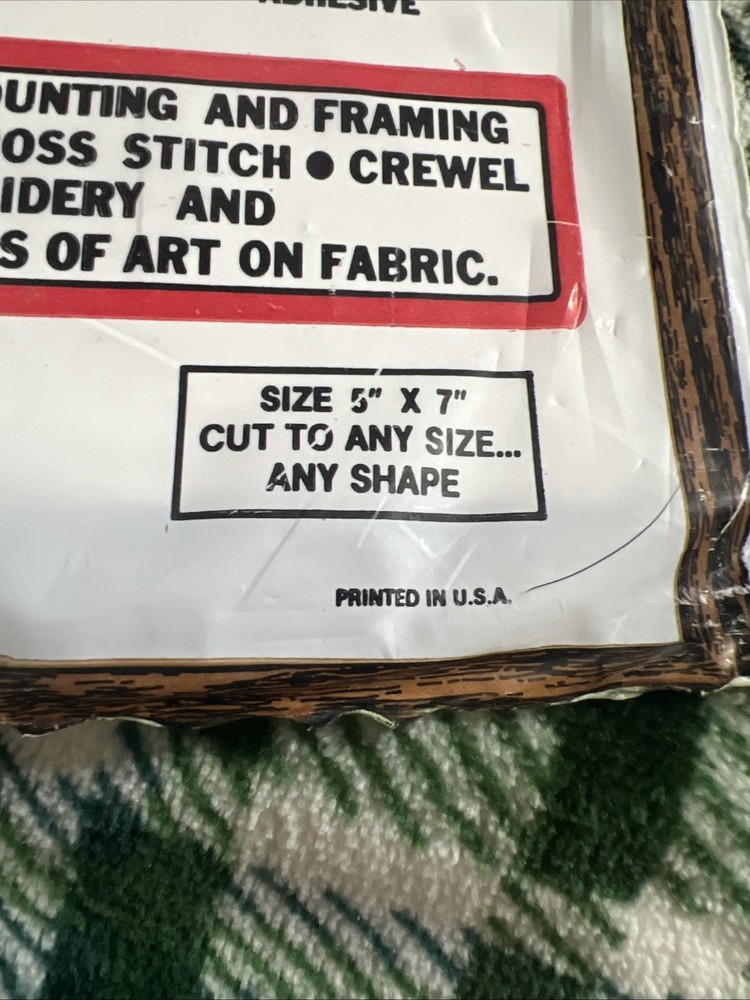 ADHESIVE
OUNTING AND FRAMING
OSS STITCH ● CREWEL
IDERY AND
S OF ART ON FABRIC.
SIZE 5" X 7"
CUT TO ANY SIZE...
ANY SHAPE
PRINTED IN U.S.A.